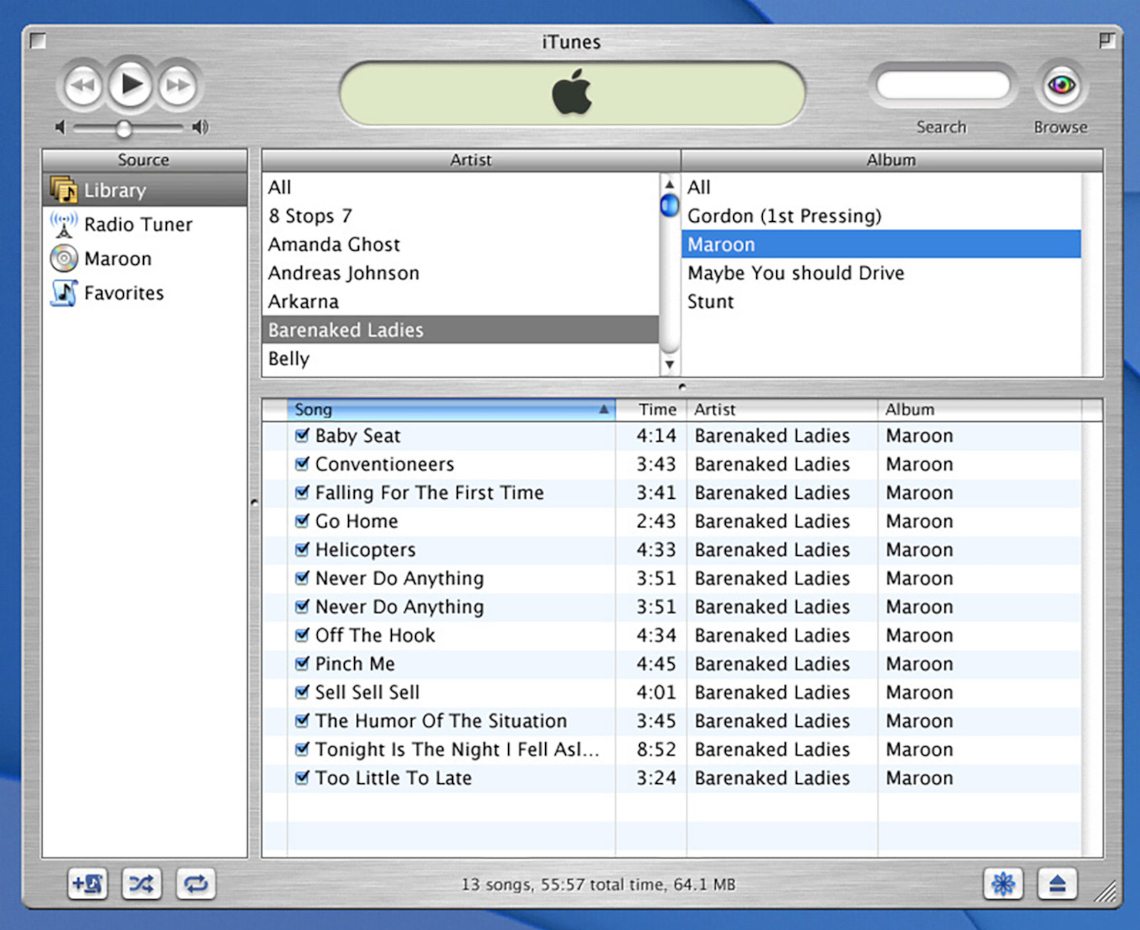 iTunes
Search
Browse
Source
Library
Radio Tuner
Maroon
Favorites
Artist Album
All
8 Stops 7
Amanda Ghost
Andreas Johnson
Arkarna
Barenaked Ladies
Belly
All
Gordon (1st Pressing)
Maroon
Maybe You should Drive
Stunt
Song Time Artist Album
Baby Seat 4:14 Barenaked Ladies Maroon
Conventioneers 3:43 Barenaked Ladies Maroon
Falling For The First Time 3:41 Barenaked Ladies Maroon
Go Home 2:43 Barenaked Ladies Maroon
Helicopters 4:33 Barenaked Ladies Maroon
Never Do Anything 3:51 Barenaked Ladies Maroon
Never Do Anything 3:51 Barenaked Ladies Maroon
Off The Hook 4:34 Barenaked Ladies Maroon
Pinch Me 4:45 Barenaked Ladies Maroon
Sell Sell Sell 4:01 Barenaked Ladies Maroon
The Humor Of The Situation 3:45 Barenaked Ladies Maroon
Tonight Is The Night I Fell Asl... 8:52 Barenaked Ladies Maroon
Too Little To Late 3:24 Barenaked Ladies Maroon
13 songs, 55:57 total time, 64.1 MB